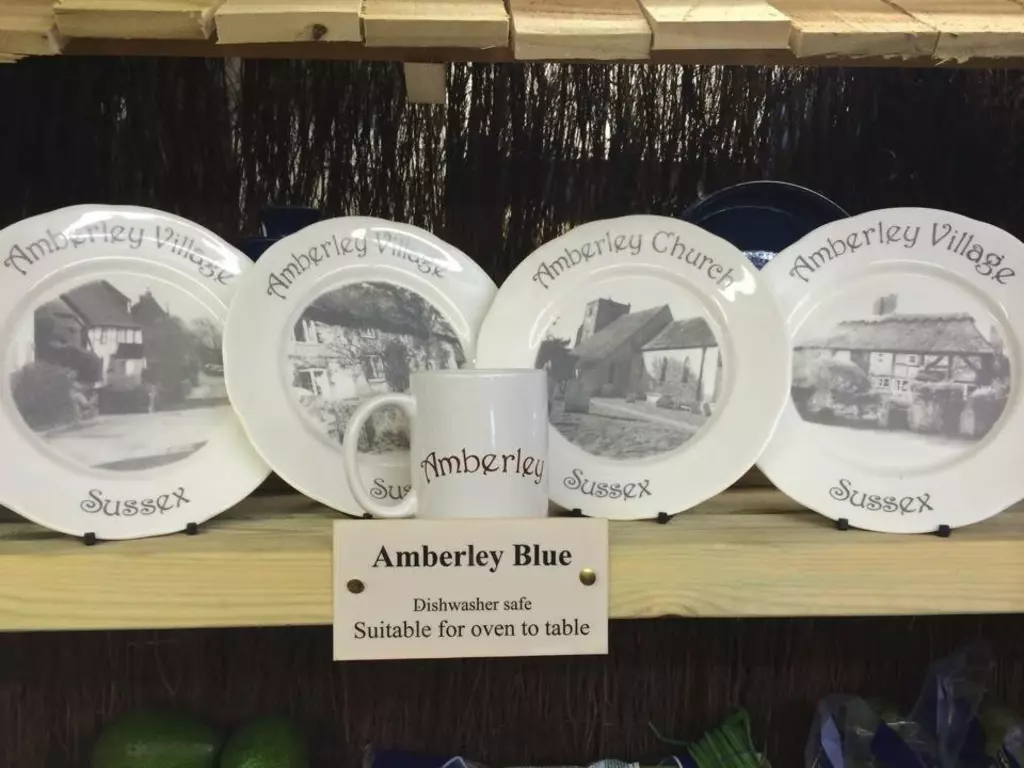 Amberley Village
Sussex
Amberley Village
Sus
Amberley Church
Sussex
Amberley Village
Sussex
Amberley
Amberley Blue
Dishwasher safe
Suitable for oven to table